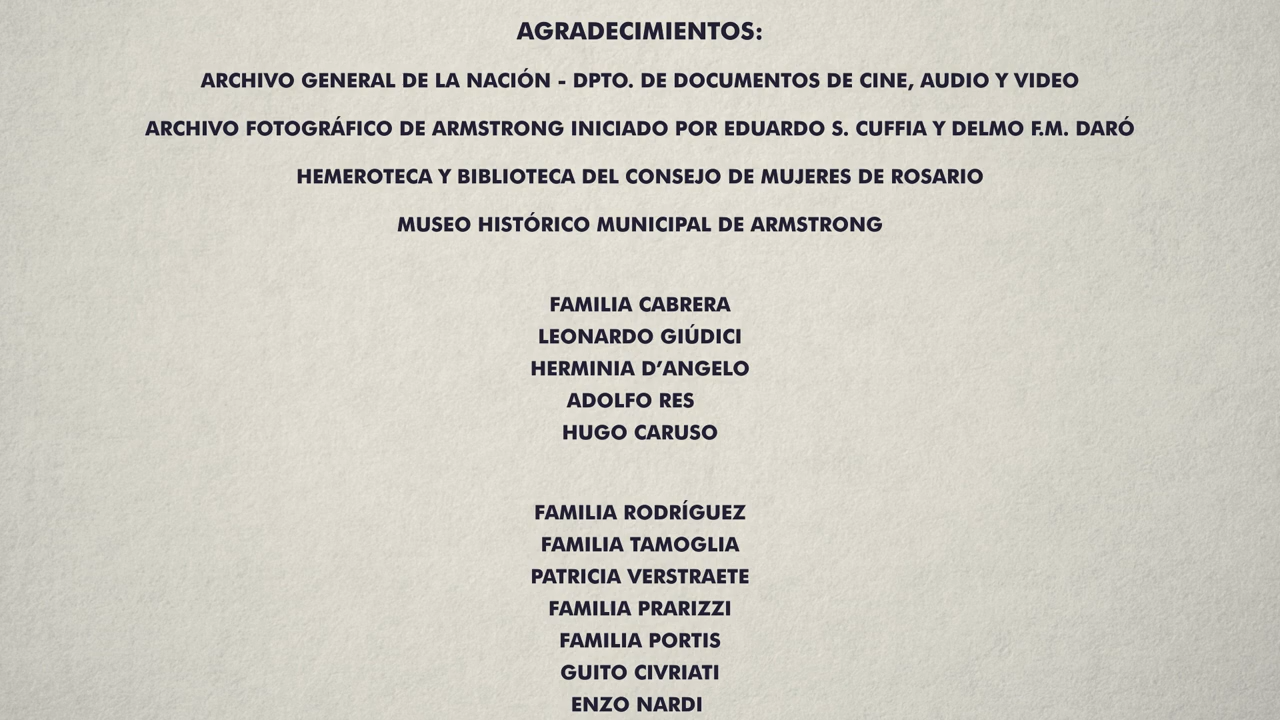 AGRADECIMIENTOS:
ARCHIVO GENERAL DE LA NACIÓN - DPTO. DE DOCUMENTOS DE CINE, AUDIO Y VIDEO
ARCHIVO FOTOGRÁFICO DE ARMSTRONG INICIADO POR EDUARDO S. CUFFIA Y DELMO F.M. DARÓ
HEMEROTECA Y BIBLIOTECA DEL CONSEJO DE MUJERES DE ROSARIO
MUSEO HISTÓRICO MUNICIPAL DE ARMSTRONG
FAMILIA CABRERA
LEONARDO GIÚDICI
HERMINIA D’ANGELO
ADOLFO RES
HUGO CARUSO
FAMILIA RODRÍGUEZ
FAMILIA TAMOGLIA
PATRICIA VERSTRAETE
FAMILIA PRARIZZI
FAMILIA PORTIS
GUITO CIVRIATI
ENZO NARDI